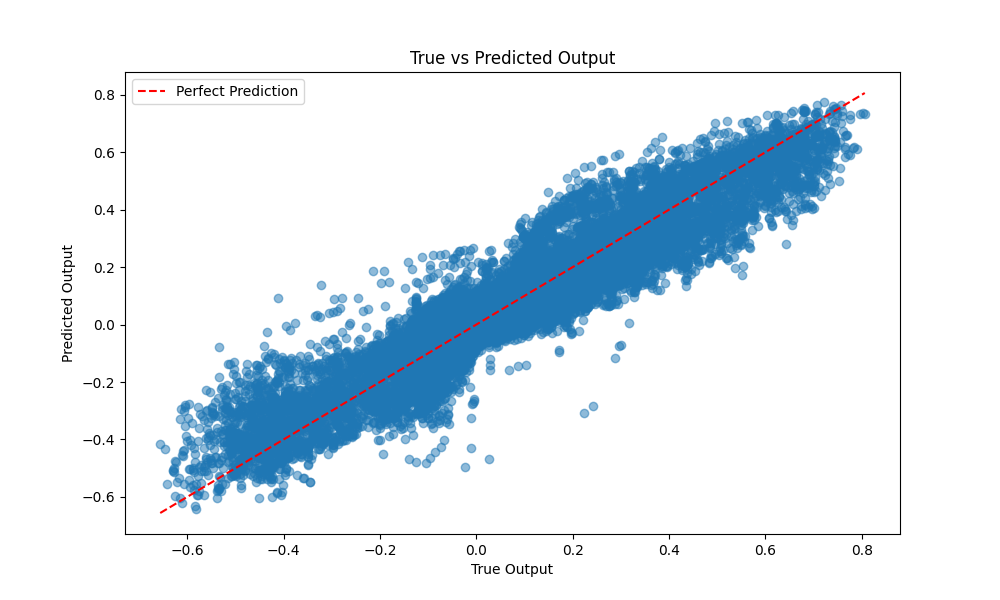 True vs Predicted Output
Perfect Prediction
Predicted Output
0.8
0.6
0.4
0.2
0.0
−0.2
−0.4
−0.6
−0.6 −0.4 −0.2 0.0 0.2 0.4 0.6 0.8
True Output